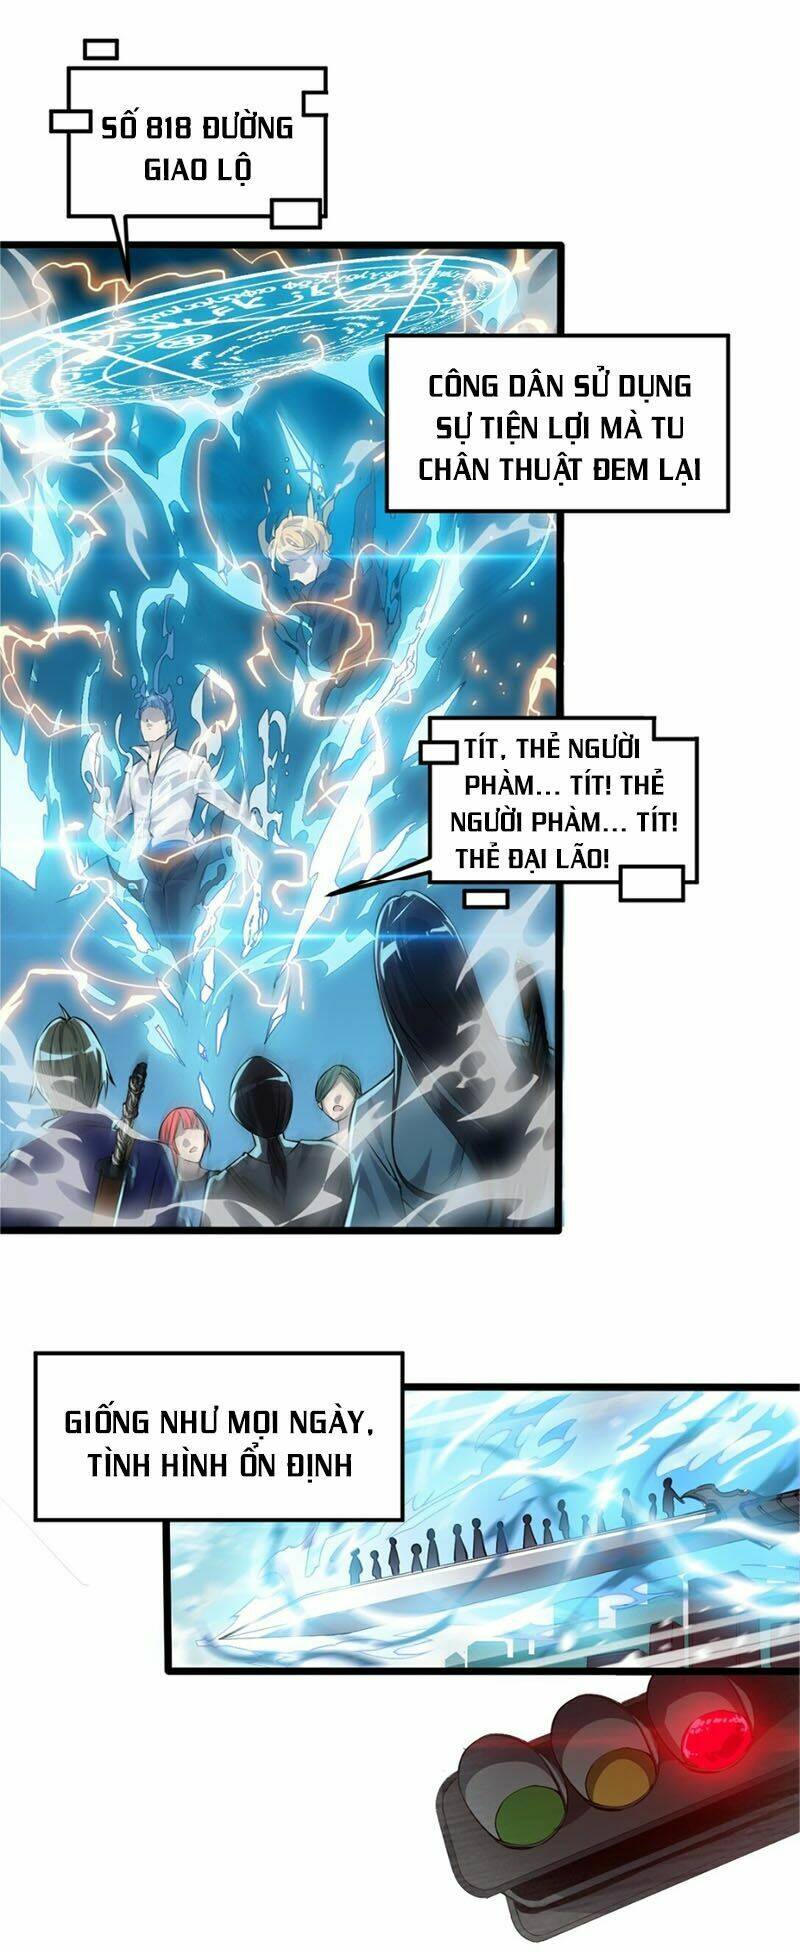 SỐ 818 ĐƯỜNG
GIAO LỘ
CÔNG DÂN SỬ DỤNG
SỰ TIỆN LỢI MÀ TU
CHÂN THUẬT ĐEM LẠI
TÍT, THẺ NGƯỜI
PHÀM... TÍT! THẺ
NGƯỜI PHÀM... TÍT!
THẺ ĐẠI LÃO!
GIỐNG NHƯ MỌI NGÀY,
TÌNH HÌNH ỔN ĐỊNH